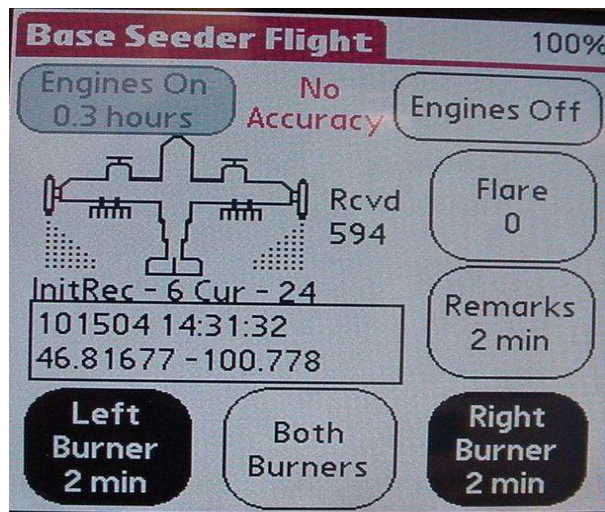 Base Seeder Flight
100%
Engines On
0.3 hours
No
Accuracy
Engines Off
Rcvd
594
Flare
0
InitRec - 6 Cur - 24
101504 14:31:32
46.81677 -100.778
Remarks
2 min
Left
Burner
2 min
Both
Burners
Right
Burner
2 min